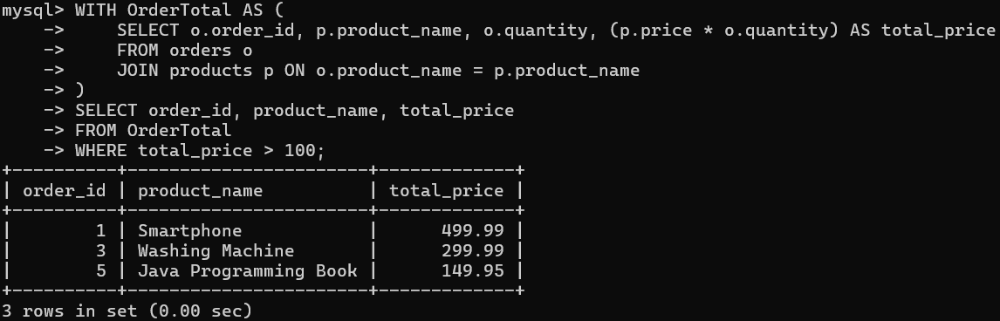 mysql> WITH OrderTotal AS (
    ->     SELECT o.order_id, p.product_name, o.quantity, (p.price * o.quantity) AS total_price
    ->     FROM orders o
    ->     JOIN products p ON o.product_name = p.product_name
    -> )
    -> SELECT order_id, product_name, total_price
    -> FROM OrderTotal
    -> WHERE total_price > 100;
+----------+-----------------------+-------------+
| order_id | product_name          | total_price |
+----------+-----------------------+-------------+
|        1 | Smartphone            |      499.99 |
|        3 | Washing Machine       |      299.99 |
|        5 | Java Programming Book |      149.95 |
+----------+-----------------------+-------------+
3 rows in set (0.00 sec)